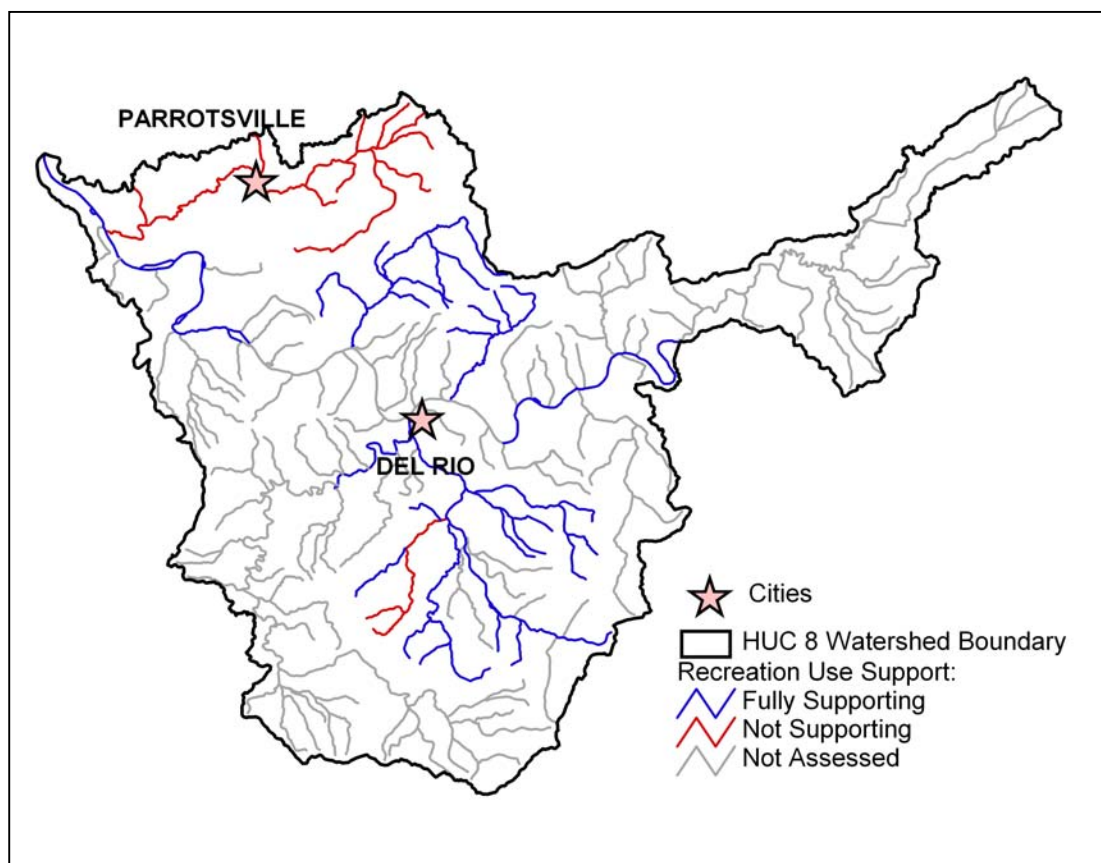 PARROTSVILLE
DEL RIO
Cities
HUC 8 Watershed Boundary
Recreation Use Support:
Fully Supporting
Not Supporting
Not Assessed